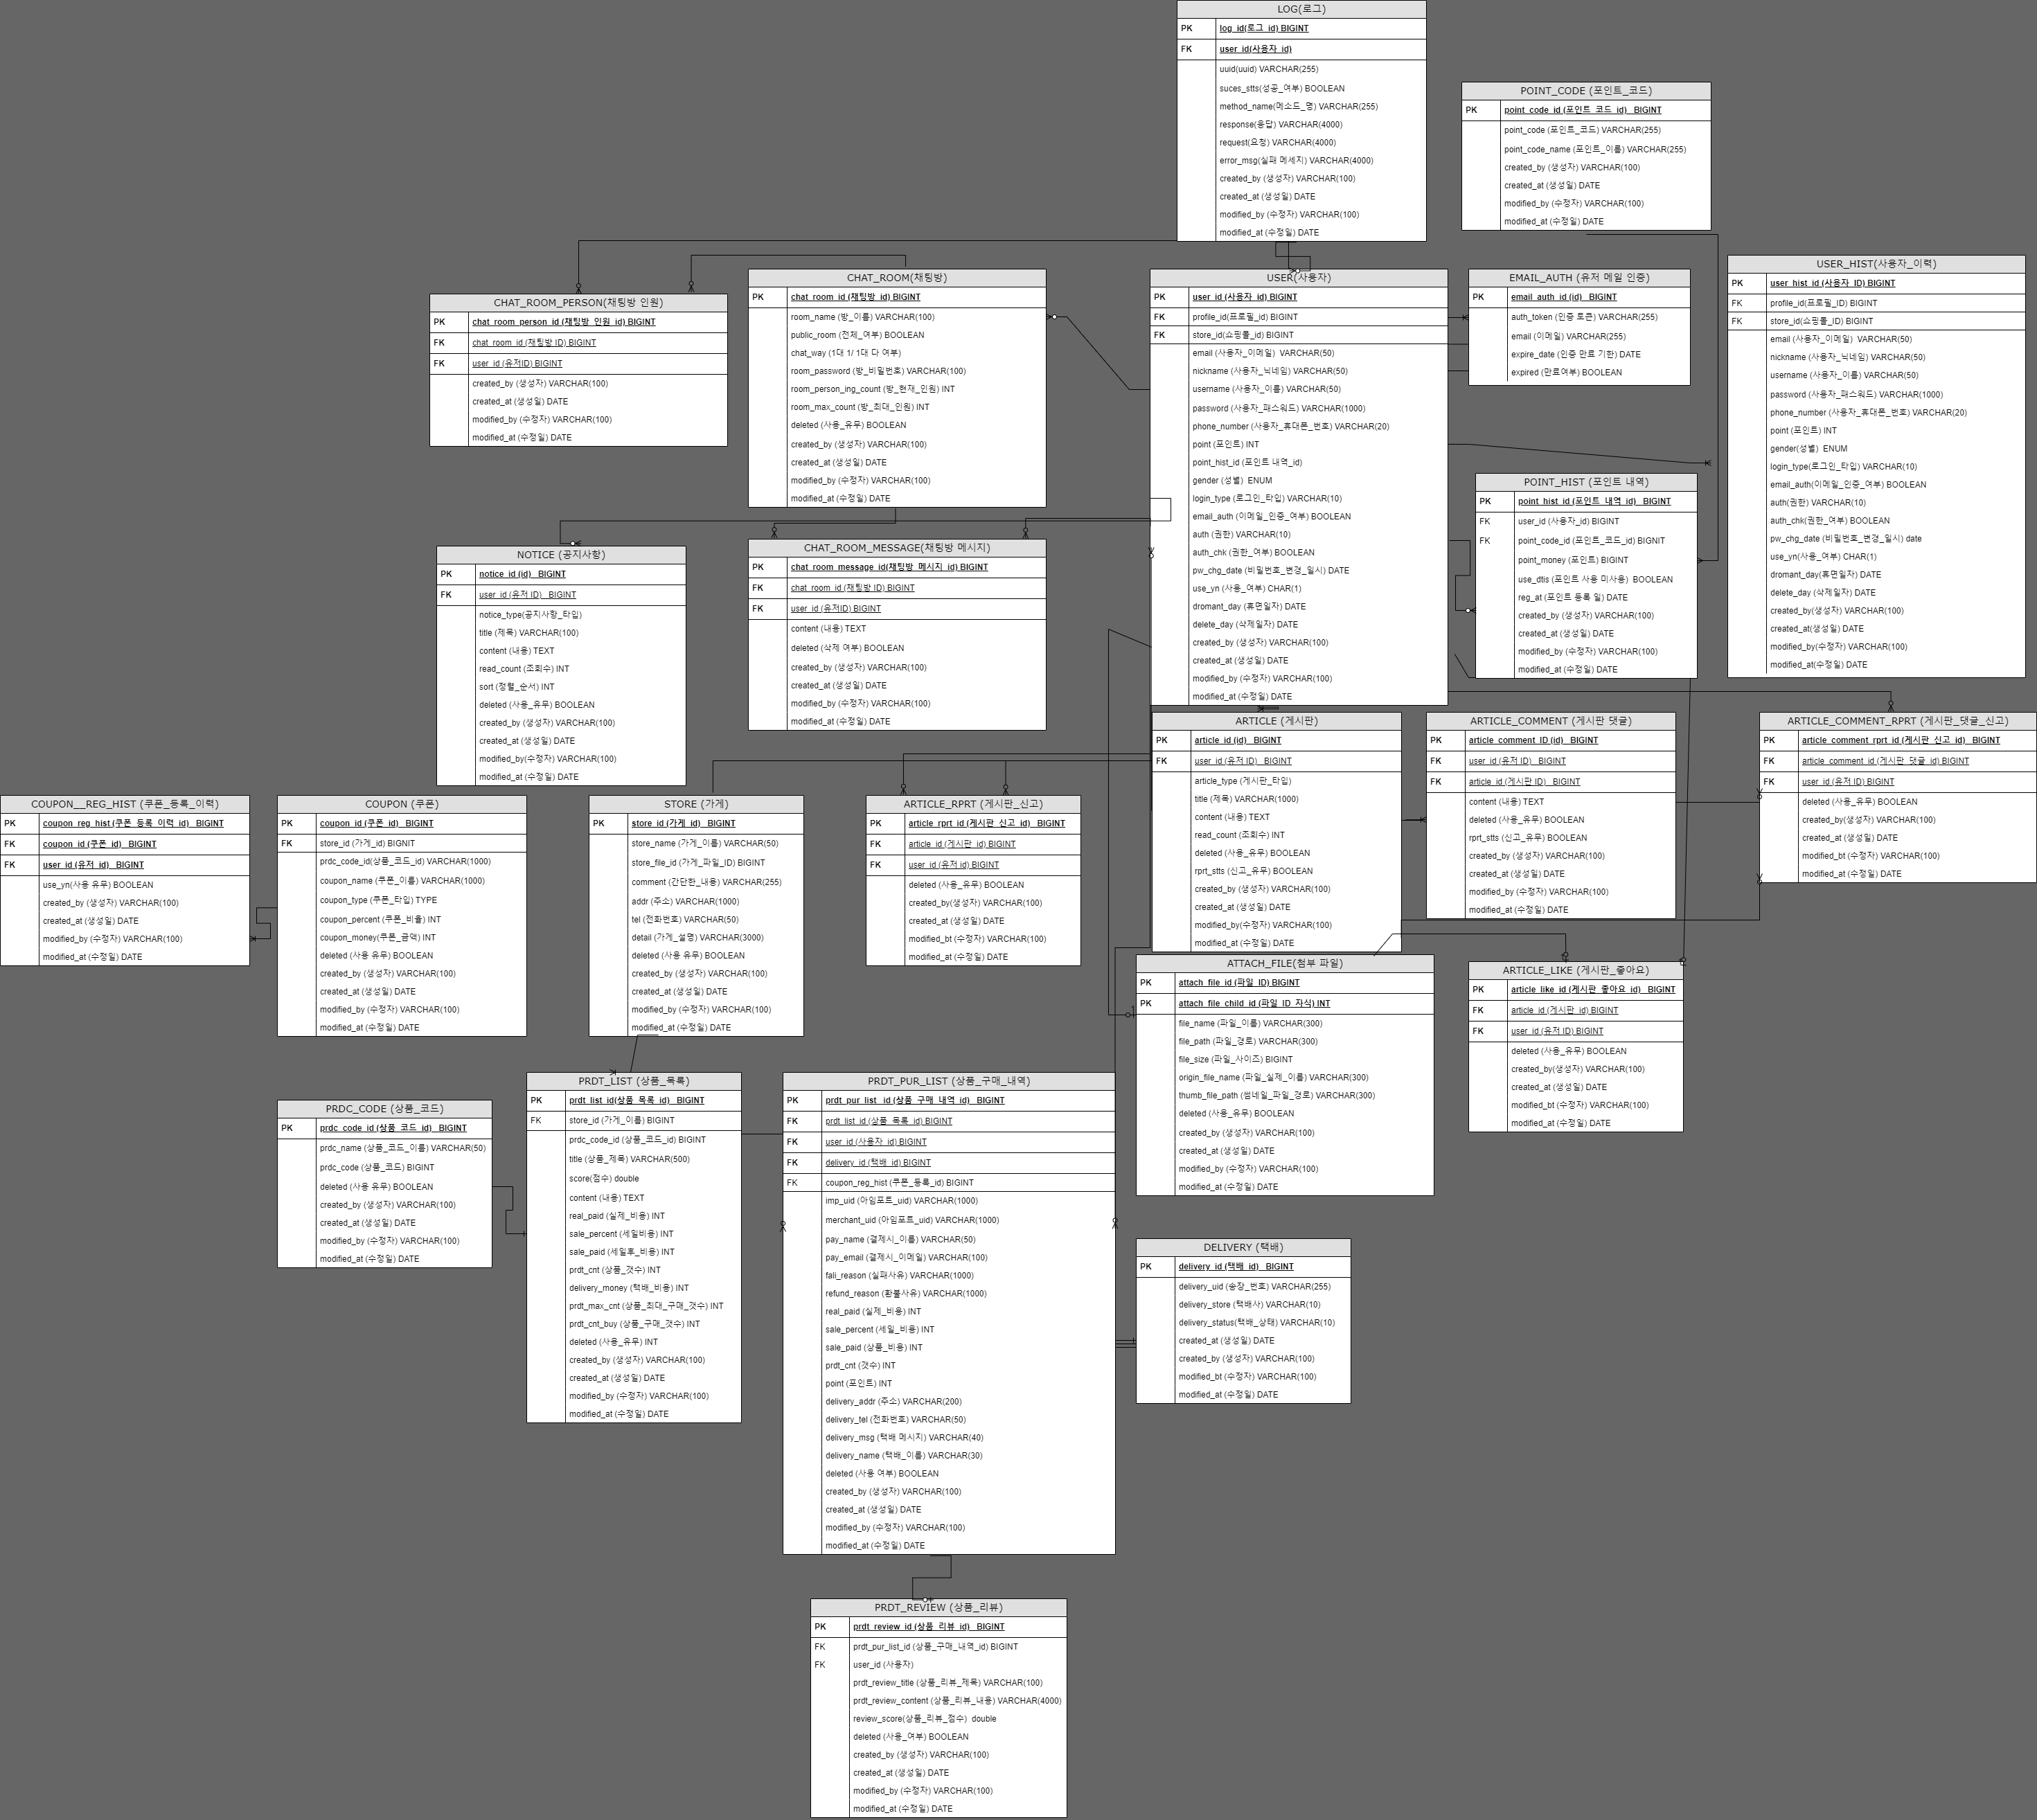 LOG(로그)
PK log_id(로그_id) BIGINT
FK user_id(사용자_id)
uuid(uuid) VARCHAR(255)
suces_stts(성공_여부) BOOLEAN
method_name(메소드_명) VARCHAR(255)
response(응답) VARCHAR(4000)
request(요청) VARCHAR(4000)
error_msg(실패 메세지) VARCHAR(4000)
created_by (생성자) VARCHAR(100)
created_at (생성일) DATE
modified_by (수정자) VARCHAR(100)
modified_at (수정일) DATE
POINT_CODE (포인트_코드)
PK point_code_id (포인트_코드_id) BIGINT
point_code (포인트_코드) VARCHAR(255)
point_code_name (포인트_이름) VARCHAR(255)
created_by (생성자) VARCHAR(100)
created_at (생성일) DATE
modified_by (수정자) VARCHAR(100)
modified_at (수정일) DATE
CHAT_ROOM_PERSON(채팅방 인원)
PK chat_room_person_id (채팅방_인원_id) BIGINT
FK chat_room_id (채팅방 ID) BIGINT
FK user_id (유저ID) BIGINT
created_by (생성자) VARCHAR(100)
created_at (생성일) DATE
modified_by (수정자) VARCHAR(100)
modified_at (수정일) DATE
CHAT_ROOM(채팅방)
PK chat_room_id (채팅방_id) BIGINT
room_name (방_이름) VARCHAR(100)
public_room (전체_여부) BOOLEAN
chat_way (1대 1/ 1대 다 여부)
room_password (방_비밀번호) VARCHAR(100)
room_person_ing_count (방_현재_인원) INT
room_max_count (방_최대_인원) INT
deleted (사용_유무) BOOLEAN
created_by (생성자) VARCHAR(100)
created_at (생성일) DATE
modified_by (수정자) VARCHAR(100)
modified_at (수정일) DATE
USER(사용자)
PK user_id (사용자_id) BIGINT
FK profile_id(프로필_id) BIGINT
FK store_id(쇼핑몰_id) BIGINT
email (사용자_이메일) VARCHAR(50)
nickname (사용자_닉네임) VARCHAR(50)
username (사용자_이름) VARCHAR(50)
password (사용자_패스워드) VARCHAR(1000)
phone_number (사용자_휴대폰_번호) VARCHAR(20)
point (포인트) INT
point_hist_id (포인트 내역_id)
gender (성별) ENUM
login_type (로그인_타입) VARCHAR(10)
email_auth (이메일_인증_여부) BOOLEAN
auth (권한) VARCHAR(10)
auth_chk (권한_여부) BOOLEAN
pw_chg_date (비밀번호_변경_일시) DATE
use_yn (사용_여부) CHAR(1)
dromant_day (휴면일자) DATE
delete_day (삭제일자) DATE
created_by (생성자) VARCHAR(100)
created_at (생성일) DATE
modified_by (수정자) VARCHAR(100)
modified_at (수정일) DATE
EMAIL_AUTH (유저 메일 인증)
PK email_auth_id (id) BIGINT
auth_token (인증 토큰) VARCHAR(255)
email (이메일) VARCHAR(255)
expire_date (인증 만료 기한) DATE
expired (만료여부) BOOLEAN
USER_HIST(사용자_이력)
PK user_hist_id (사용자_ID) BIGINT
FK profile_id(프로필_ID) BIGINT
FK store_id(쇼핑몰_ID) BIGINT
email (사용자_이메일) VARCHAR(50)
nickname (사용자_닉네임) VARCHAR(50)
username (사용자_이름) VARCHAR(50)
password (사용자_패스워드) VARCHAR(1000)
phone_number (사용자_휴대폰_번호) VARCHAR(20)
point (포인트) INT
gender(성별) ENUM
login_type(로그인_타입) VARCHAR(10)
email_auth(이메일_인증_여부) BOOLEAN
auth(권한) VARCHAR(10)
auth_chk(권한_여부) BOOLEAN
pw_chg_date (비밀번호_변경_일시) date
use_yn(사용_여부) CHAR(1)
dromant_day(휴면일자) DATE
delete_day (삭제일자) DATE
created_by(생성자) VARCHAR(100)
created_at(생성일) DATE
modified_by(수정자) VARCHAR(100)
modified_at(수정일) DATE
POINT_HIST (포인트 내역)
PK point_hist_id (포인트_내역_id) BIGINT
FK user_id (사용자_id) BIGINT
FK point_code_id (포인트_코드_id) BIGNIT
point_money (포인트) BIGINT
use_dtis (포인트 사용 미사용) BOOLEAN
reg_at (포인트 등록 일) DATE
created_by (생성자) VARCHAR(100)
created_at (생성일) DATE
modified_by (수정자) VARCHAR(100)
modified_at (수정일) DATE
NOTICE (공지사항)
PK notice_id (id) BIGINT
FK user_id (유저 ID) BIGINT
notice_type(공지사항_타입)
title (제목) VARCHAR(100)
content (내용) TEXT
read_count (조회수) INT
sort (정렬_순서) INT
deleted (사용_유무) BOOLEAN
created_by (생성자) VARCHAR(100)
created_at (생성일) DATE
modified_by(수정자) VARCHAR(100)
modified_at (수정일) DATE
CHAT_ROOM_MESSAGE(채팅방 메시지)
PK chat_room_message_id(채팅방_메시지_id) BIGINT
FK chat_room_id (채팅방 ID) BIGINT
FK user_id (유저ID) BIGINT
content (내용) TEXT
deleted (삭제 여부) BOOLEAN
created_by (생성자) VARCHAR(100)
created_at (생성일) DATE
modified_by (수정자) VARCHAR(100)
modified_at (수정일) DATE
ARTICLE (게시판)
PK article_id (id) BIGINT
FK user_id (유저 ID) BIGINT
article_type (게시판_타입)
title (제목) VARCHAR(1000)
content (내용) TEXT
read_count (조회수) INT
deleted (사용_유무) BOOLEAN
rprt_stts (신고_유무) BOOLEAN
created_by (생성자) VARCHAR(100)
created_at (생성일) DATE
modified_by(수정자) VARCHAR(100)
modified_at (수정일) DATE
ARTICLE_COMMENT (게시판 댓글)
PK article_comment_ID (id) BIGINT
FK user_id (유저 ID) BIGINT
FK article_id (게시판 ID) BIGINT
content (내용) TEXT
deleted (사용_유무) BOOLEAN
rprt_stts (신고_유무) BOOLEAN
created_by (생성자) VARCHAR(100)
created_at (생성일) DATE
modified_by (수정자) VARCHAR(100)
modified_at (수정일) DATE
ARTICLE_COMMENT_RPRT (게시판_댓글_신고)
PK article_comment_rprt_id (게시판_신고_id) BIGINT
FK article_comment_id (게시판_댓글_id) BIGINT
FK user_id (유저 ID) BIGINT
deleted (사용_유무) BOOLEAN
created_by(생성자) VARCHAR(100)
created_at (생성일) DATE
modified_bt (수정자) VARCHAR(100)
modified_at (수정일) DATE
COUPON__REG_HIST (쿠폰_등록_이력)
PK coupon_reg_hist (쿠폰_등록_이력_id) BIGINT
FK coupon_id (쿠폰_id) BIGINT
FK user_id (유저_id) BIGINT
use_yn(사용 유무) BOOLEAN
created_by (생성자) VARCHAR(100)
created_at (생성일) DATE
modified_by (수정자) VARCHAR(100)
modified_at (수정일) DATE
COUPON (쿠폰)
PK coupon_id (쿠폰_id) BIGINT
FK store_id (가게_id) BIGNIT
prdc_code_id(상품_코드_id) VARCHAR(1000)
coupon_name (쿠폰_이름) VARCHAR(1000)
coupon_type (쿠폰_타입) TYPE
coupon_percent (쿠폰_비율) INT
coupon_money(쿠폰_금액) INT
deleted (사용 유무) BOOLEAN
created_by (생성자) VARCHAR(100)
created_at (생성일) DATE
modified_by (수정자) VARCHAR(100)
modified_at (수정일) DATE
STORE (가게)
PK store_id (가게_id) BIGINT
store_name (가게_이름) VARCHAR(50)
store_file_id (가게_파일_ID) BIGINT
comment (간단한_내용) VARCHAR(255)
addr (주소) VARCHAR(1000)
tel (전화번호) VARCHAR(50)
detail (가게_설명) VARCHAR(3000)
deleted (사용 유무) BOOLEAN
created_by (생성자) VARCHAR(100)
created_at (생성일) DATE
modified_by (수정자) VARCHAR(100)
modified_at (수정일) DATE
ARTICLE_RPRT (게시판_신고)
PK article_rprt_id (게시판_신고_id) BIGINT
FK article_id (게시판_id) BIGINT
FK user_id (유저 id) BIGINT
deleted (사용_유무) BOOLEAN
created_by(생성자) VARCHAR(100)
created_at (생성일) DATE
modified_bt (수정자) VARCHAR(100)
modified_at (수정일) DATE
ATTACH_FILE(첨부 파일)
PK attach_file_id (파일_ID) BIGINT
PK attach_file_child_id (파일_ID_자식) INT
file_name (파일_이름) VARCHAR(300)
file_path (파일_경로) VARCHAR(300)
file_size (파일_사이즈) BIGINT
origin_file_name (파일_실제_이름) VARCHAR(300)
thumb_file_path (썸네일_파일_경로) VARCHAR(300)
deleted (사용_유무) BOOLEAN
created_by (생성자) VARCHAR(100)
created_at (생성일) DATE
modified_by (수정자) VARCHAR(100)
modified_at (수정일) DATE
ARTICLE_LIKE (게시판_좋아요)
PK article_like_id (게시판_좋아요_id) BIGINT
FK article_id (게시판_id) BIGINT
FK user_id (유저 ID) BIGINT
deleted (사용_유무) BOOLEAN
created_by(생성자) VARCHAR(100)
created_at (생성일) DATE
modified_bt (수정자) VARCHAR(100)
modified_at (수정일) DATE
PRDC_CODE (상품_코드)
PK prdc_code_id (상품_코드_id) BIGINT
prdc_name (상품_코드_이름) VARCHAR(50)
prdc_code (상품_코드) BIGINT
deleted (사용 유무) BOOLEAN
created_by (생성자) VARCHAR(100)
created_at (생성일) DATE
modified_by (수정자) VARCHAR(100)
modified_at (수정일) DATE
PRDT_LIST (상품_목록)
PK prdt_list_id(상품_목록_id) BIGINT
FK store_id (가게_이름) BIGINT
prdc_code_id (상품_코드_id) BIGINT
title (상품_제목) VARCHAR(500)
score(점수) double
content (내용) TEXT
real_paid (실제_비용) INT
sale_percent (세일비용) INT
sale_paid (세일후_비용) INT
prdt_cnt (상품_갯수) INT
delivery_money (택배_비용) INT
prdt_max_cnt (상품_최대_구매_갯수) INT
prdt_cnt_buy (상품_구매_갯수) INT
deleted (사용_유무) INT
created_by (생성자) VARCHAR(100)
created_at (생성일) DATE
modified_by (수정자) VARCHAR(100)
modified_at (수정일) DATE
PRDT_PUR_LIST (상품_구매_내역)
PK prdt_pur_list_ id (상품_구매_내역_id) BIGINT
FK prdt_list_id (상품_목록_id) BIGINT
FK user_id (사용자_id) BIGINT
FK delivery_id (택배_id) BIGINT
FK coupon_reg_hist (쿠폰_등록_id) BIGINT
imp_uid (아임포트_uid) VARCHAR(1000)
merchant_uid (아임포트_uid) VARCHAR(1000)
pay_name (결제시_이름) VARCHAR(50)
pay_email (결제시_이메일) VARCHAR(100)
fali_reason (실패사유) VARCHAR(1000)
refund_reason (환불사유) VARCHAR(1000)
real_paid (실제_비용) INT
sale_percent (세일_비용) INT
sale_paid (상품_비용) INT
prdt_cnt (갯수) INT
point (포인트) INT
delivery_addr (주소) VARCHAR(200)
delivery_tel (전화번호) VARCHAR(50)
delivery_msg (택배 메시지) VARCHAR(40)
delivery_name (택배_이름) VARCHAR(30)
deleted (사용 여부) BOOLEAN
created_by (생성자) VARCHAR(100)
created_at (생성일) DATE
modified_by (수정자) VARCHAR(100)
modified_at (수정일) DATE
DELIVERY (택배)
PK delivery_id (택배_id) BIGINT
delivery_uid (송장_번호) VARCHAR(255)
delivery_store (택배사) VARCHAR(10)
delivery_status(택배_상태) VARCHAR(10)
created_at (생성일) DATE
created_by (생성자) VARCHAR(100)
modified_bt (수정자) VARCHAR(100)
modified_at (수정일) DATE
PRDT_REVIEW (상품_리뷰)
PK prdt_review_id (상품_리뷰_id) BIGINT
FK prdt_pur_list_id (상품_구매_내역_id) BIGINT
FK user_id (사용자)
prdt_review_title (상품_리뷰_제목) VARCHAR(100)
prdt_review_content (상품_리뷰_내용) VARCHAR(4000)
review_score(상품_리뷰_점수) double
deleted (사용_여부) BOOLEAN
created_by (생성자) VARCHAR(100)
created_at (생성일) DATE
modified_by (수정자) VARCHAR(100)
modified_at (수정일) DATE